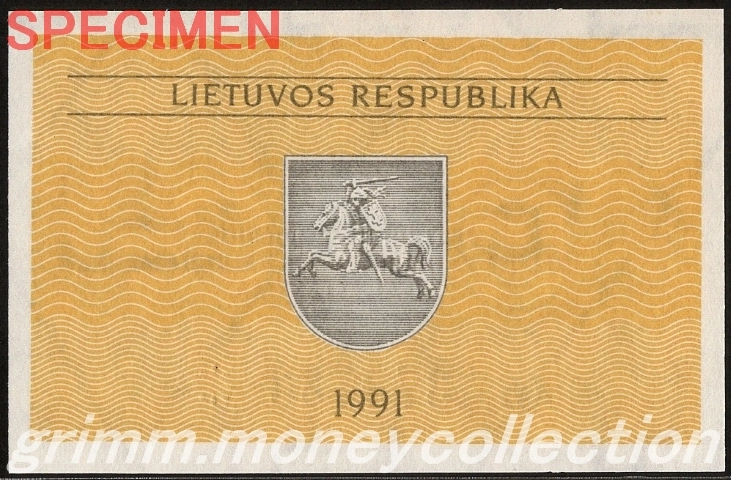 SPECIMEN
LIETUVOS RESPUBLIKA
1991
grimm.moneycollection